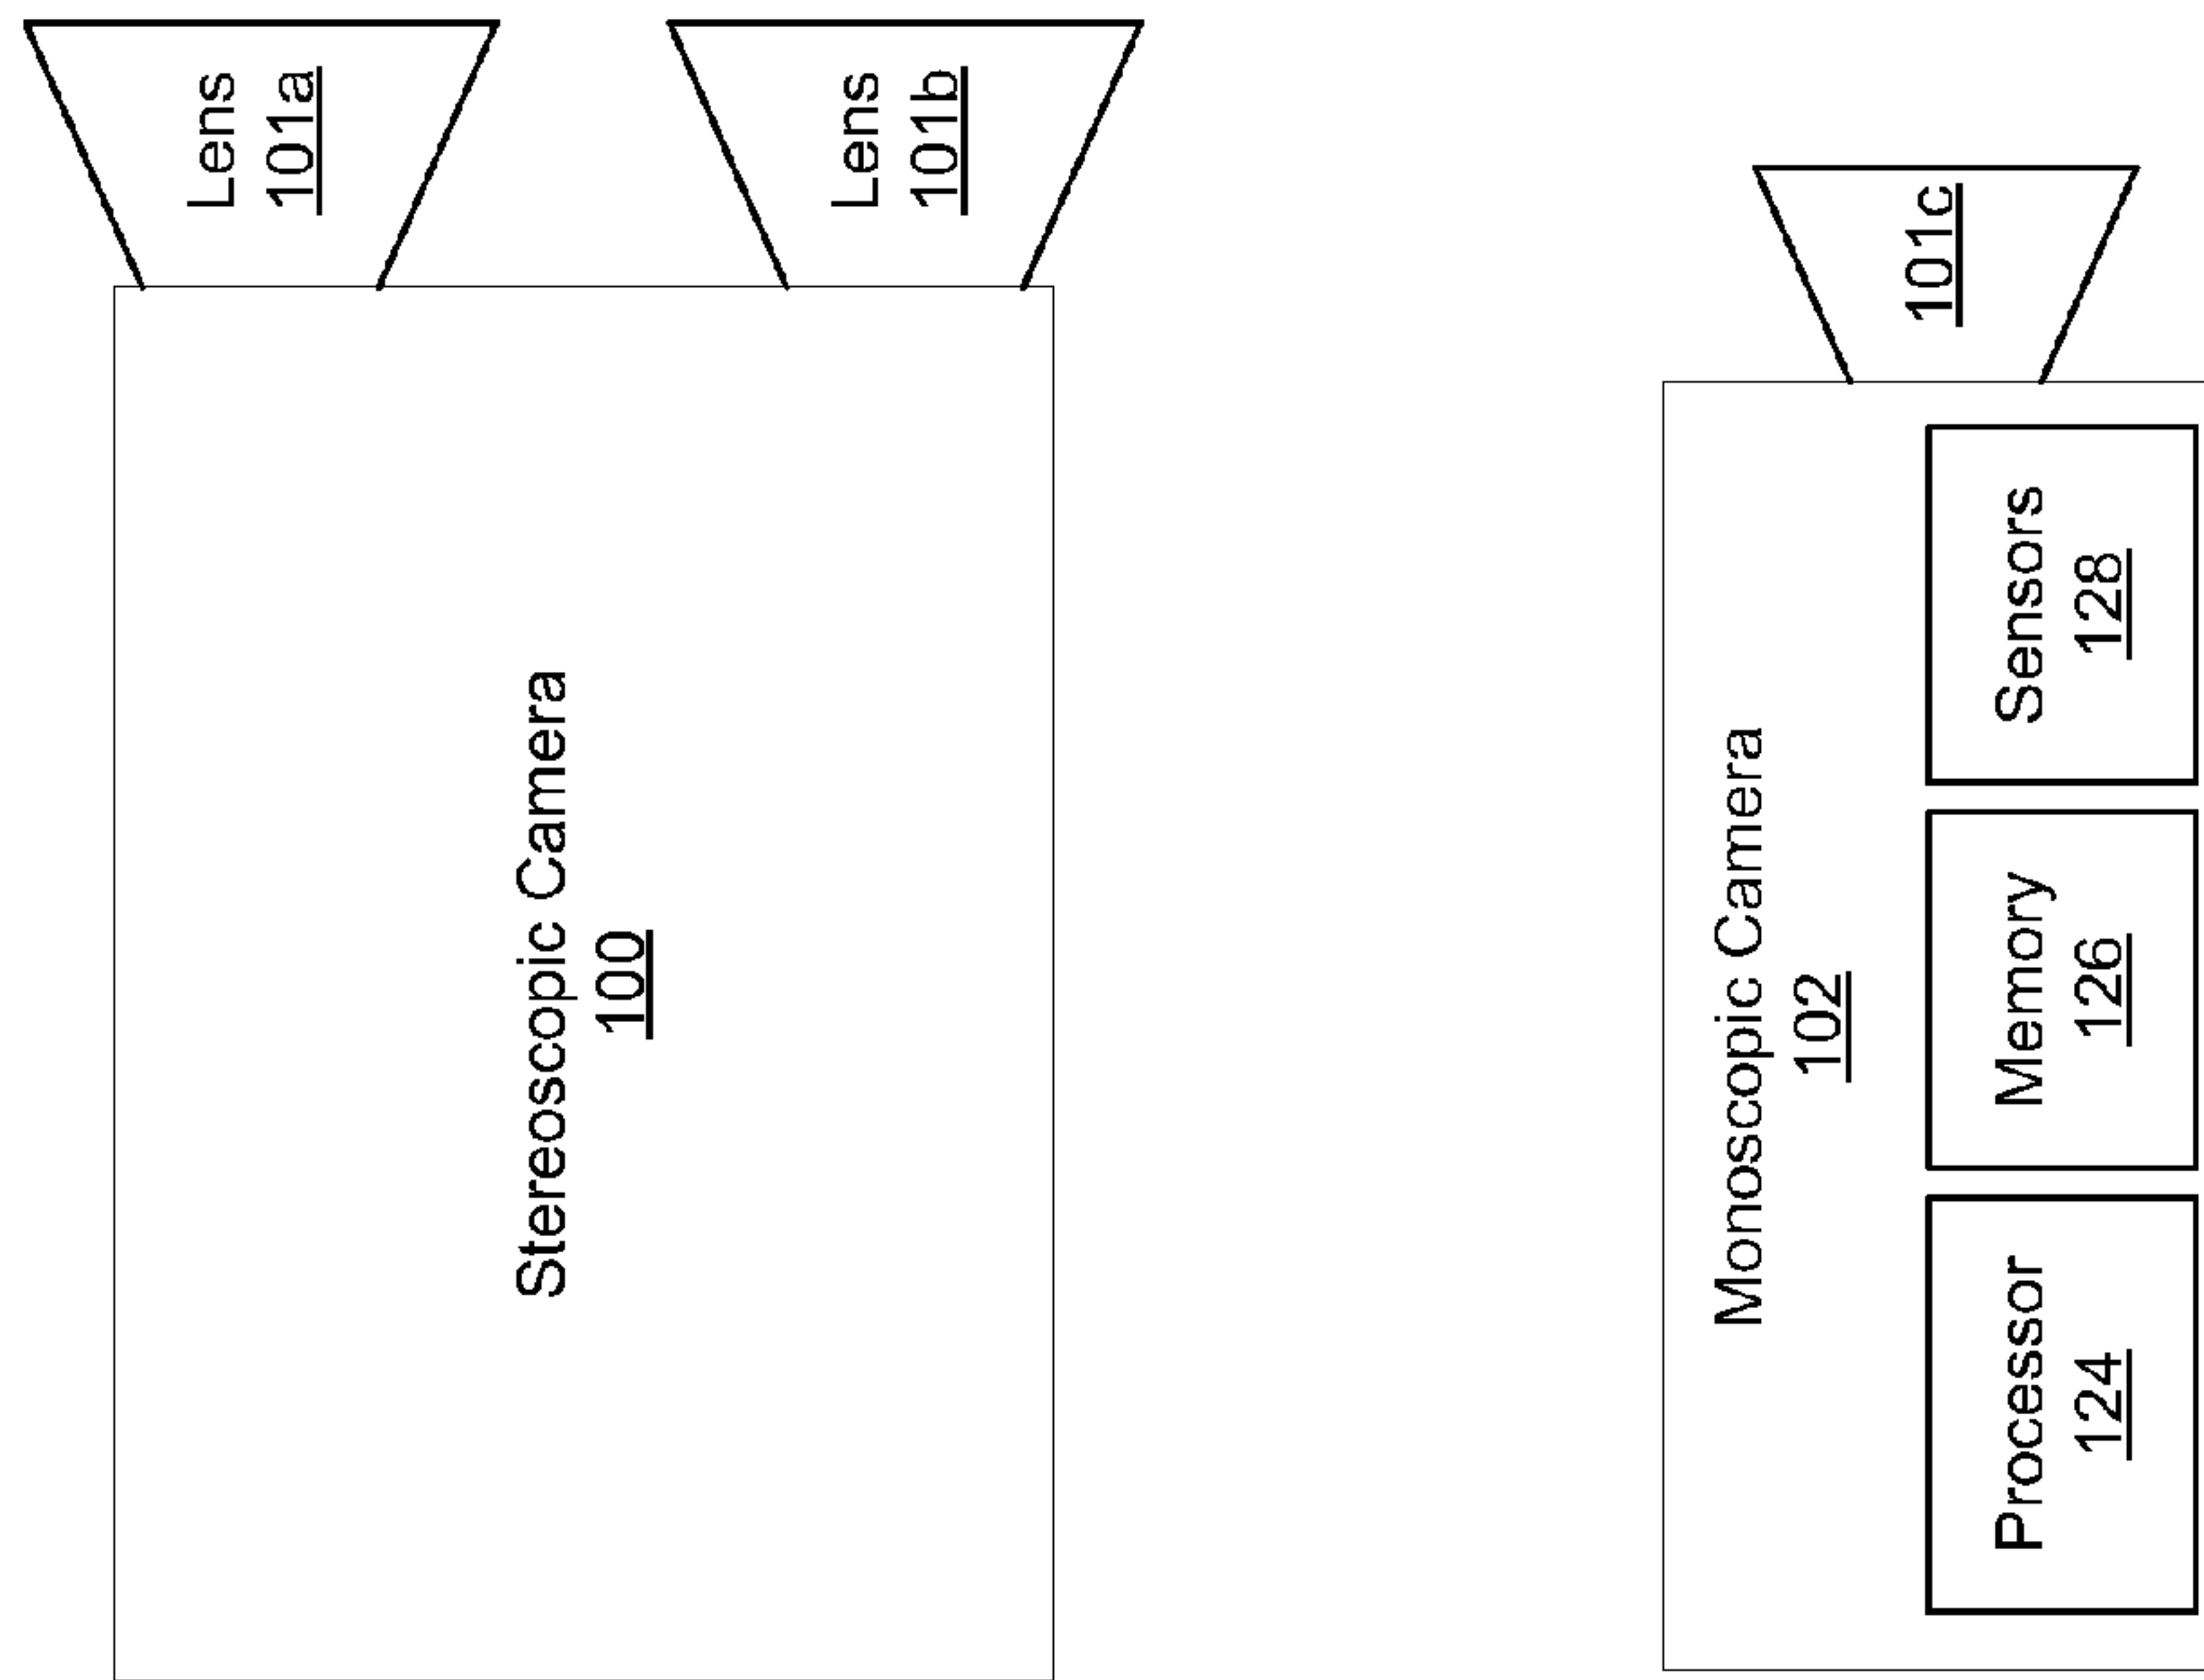 Lens
101a
Lens
101b
Stereoscopic Camera
100
101c
Monoscopic Camera
102
Processor
124
Memory
126
Sensors
128